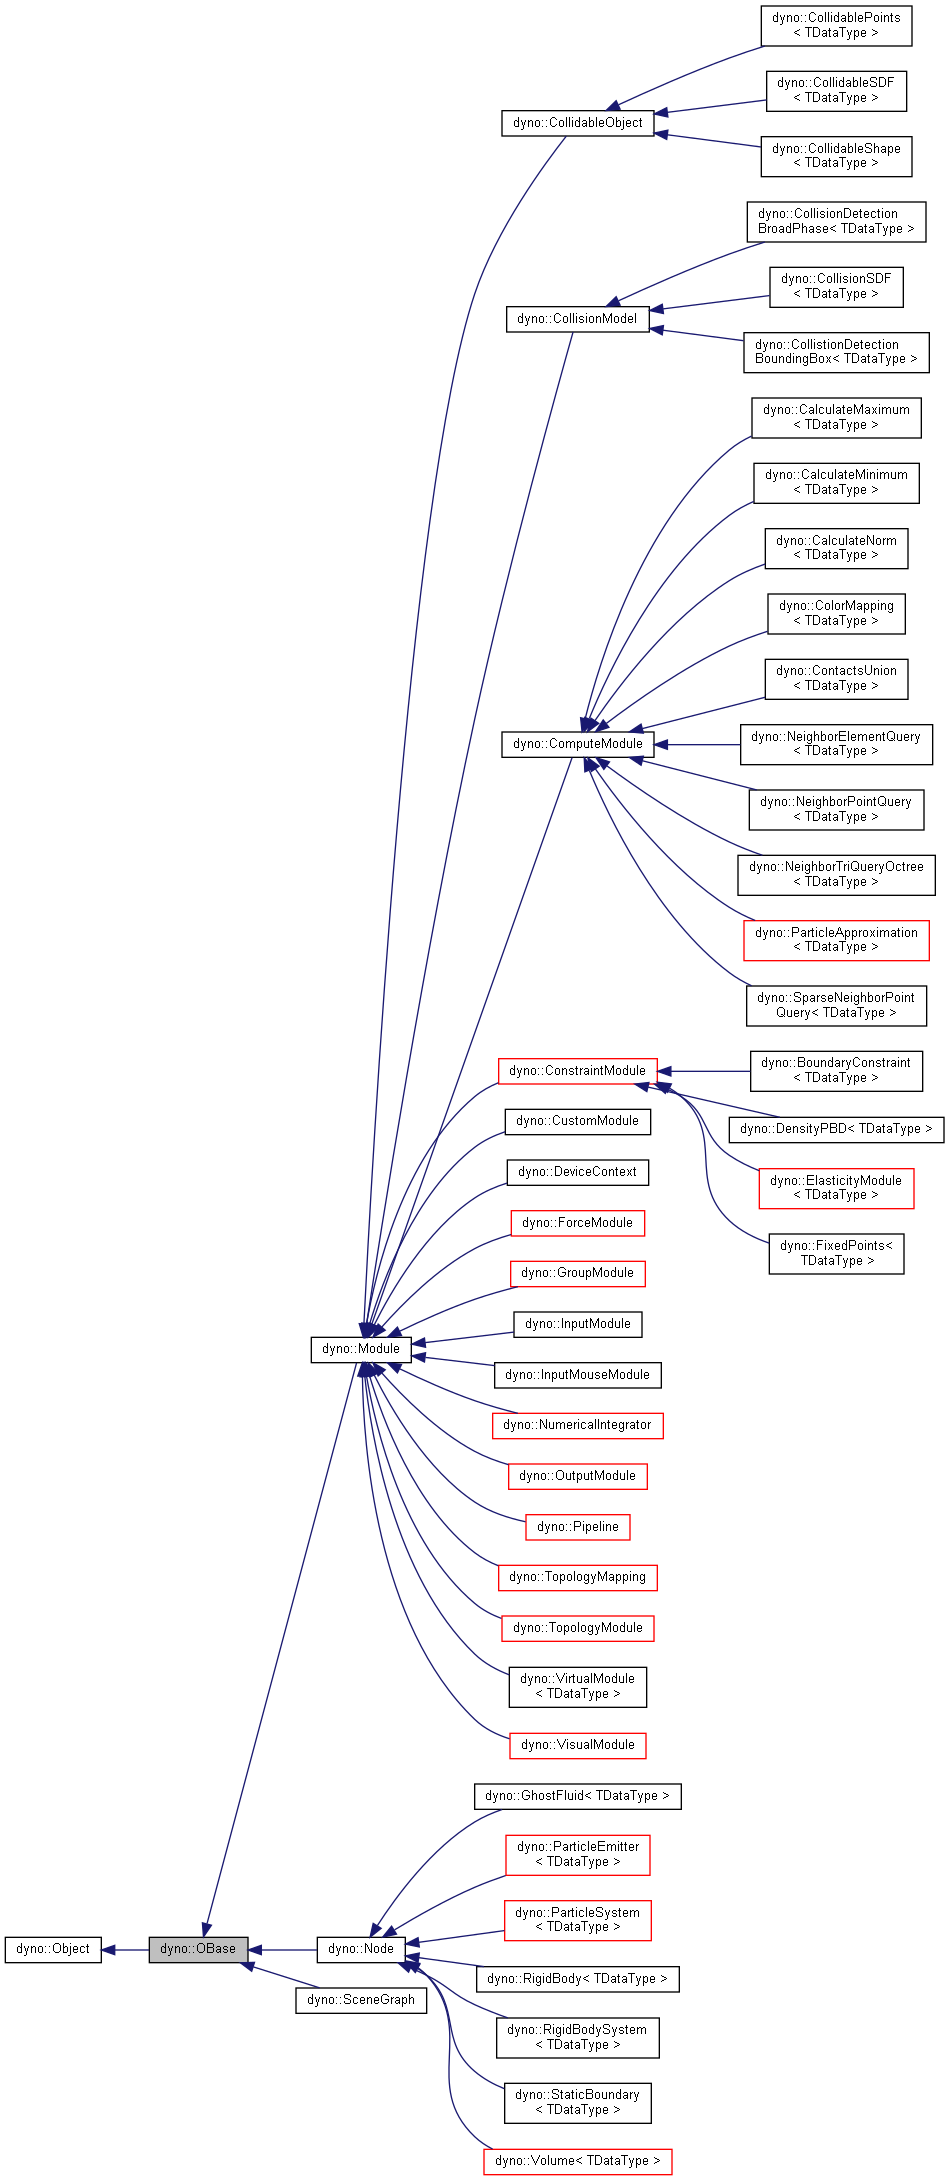 dyno::CollidablePoints
< TDataType >
dyno::CollidableSDF
< TDataType >
dyno::CollidableObject
dyno::CollidableShape
< TDataType >
dyno::CollisionDetection
BroadPhase< TDataType >
dyno::CollisionSDF
< TDataType >
dyno::CollisionModel
dyno::CollistionDetection
BoundingBox< TDataType >
dyno::CalculateMaximum
< TDataType >
dyno::CalculateMinimum
< TDataType >
dyno::CalculateNorm
< TDataType >
dyno::ColorMapping
< TDataType >
dyno::ContactsUnion
< TDataType >
dyno::ComputeModule
dyno::NeighborElementQuery
< TDataType >
dyno::NeighborPointQuery
< TDataType >
dyno::NeighborTriQueryOctree
< TDataType >
dyno::ParticleApproximation
< TDataType >
dyno::SparseNeighborPoint
Query< TDataType >
dyno::ConstraintModule
dyno::BoundaryConstraint
< TDataType >
dyno::CustomModule
dyno::DensityPBD< TDataType >
dyno::DeviceContext
dyno::ElasticityModule
< TDataType >
dyno::ForceModule
dyno::FixedPoints<
TDataType >
dyno::GroupModule
dyno::InputModule
dyno::Module
dyno::InputMouseModule
dyno::NumericalIntegrator
dyno::OutputModule
dyno::Pipeline
dyno::TopologyMapping
dyno::TopologyModule
dyno::VirtualModule
< TDataType >
dyno::VisualModule
dyno::GhostFluid< TDataType >
dyno::ParticleEmitter
< TDataType >
dyno::ParticleSystem
< TDataType >
dyno::Object
dyno::OBase
dyno::Node
dyno::RigidBody< TDataType >
dyno::SceneGraph
dyno::RigidBodySystem
< TDataType >
dyno::StaticBoundary
< TDataType >
dyno::Volume< TDataType >